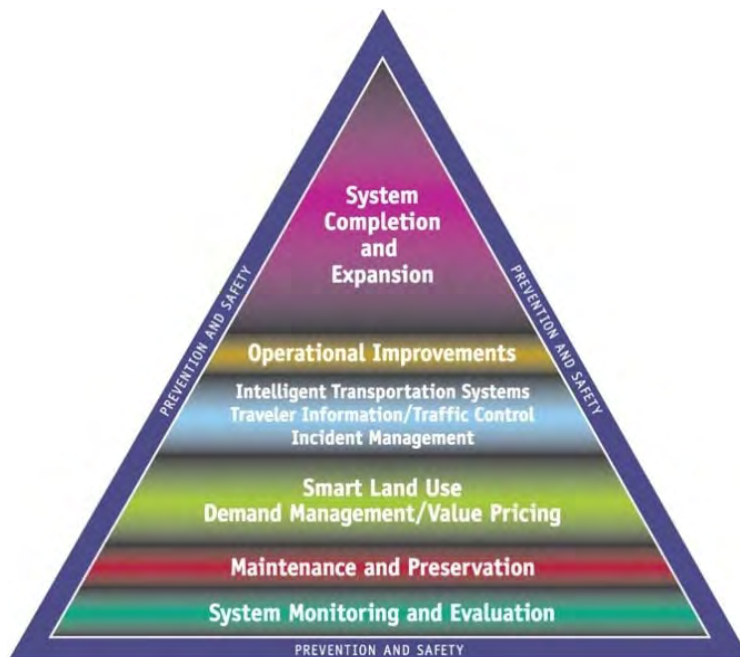 System
Completion
and
Expansion
PREVENTION AND SAFETY
PREVENTION AND SAFETY
Operational Improvements
Intelligent Transportation Systems
Traveler Information/Traffic Control
Incident Management
Smart Land Use
Demand Management/Value Pricing
Maintenance and Preservation
System Monitoring and Evaluation
PREVENTION AND SAFETY